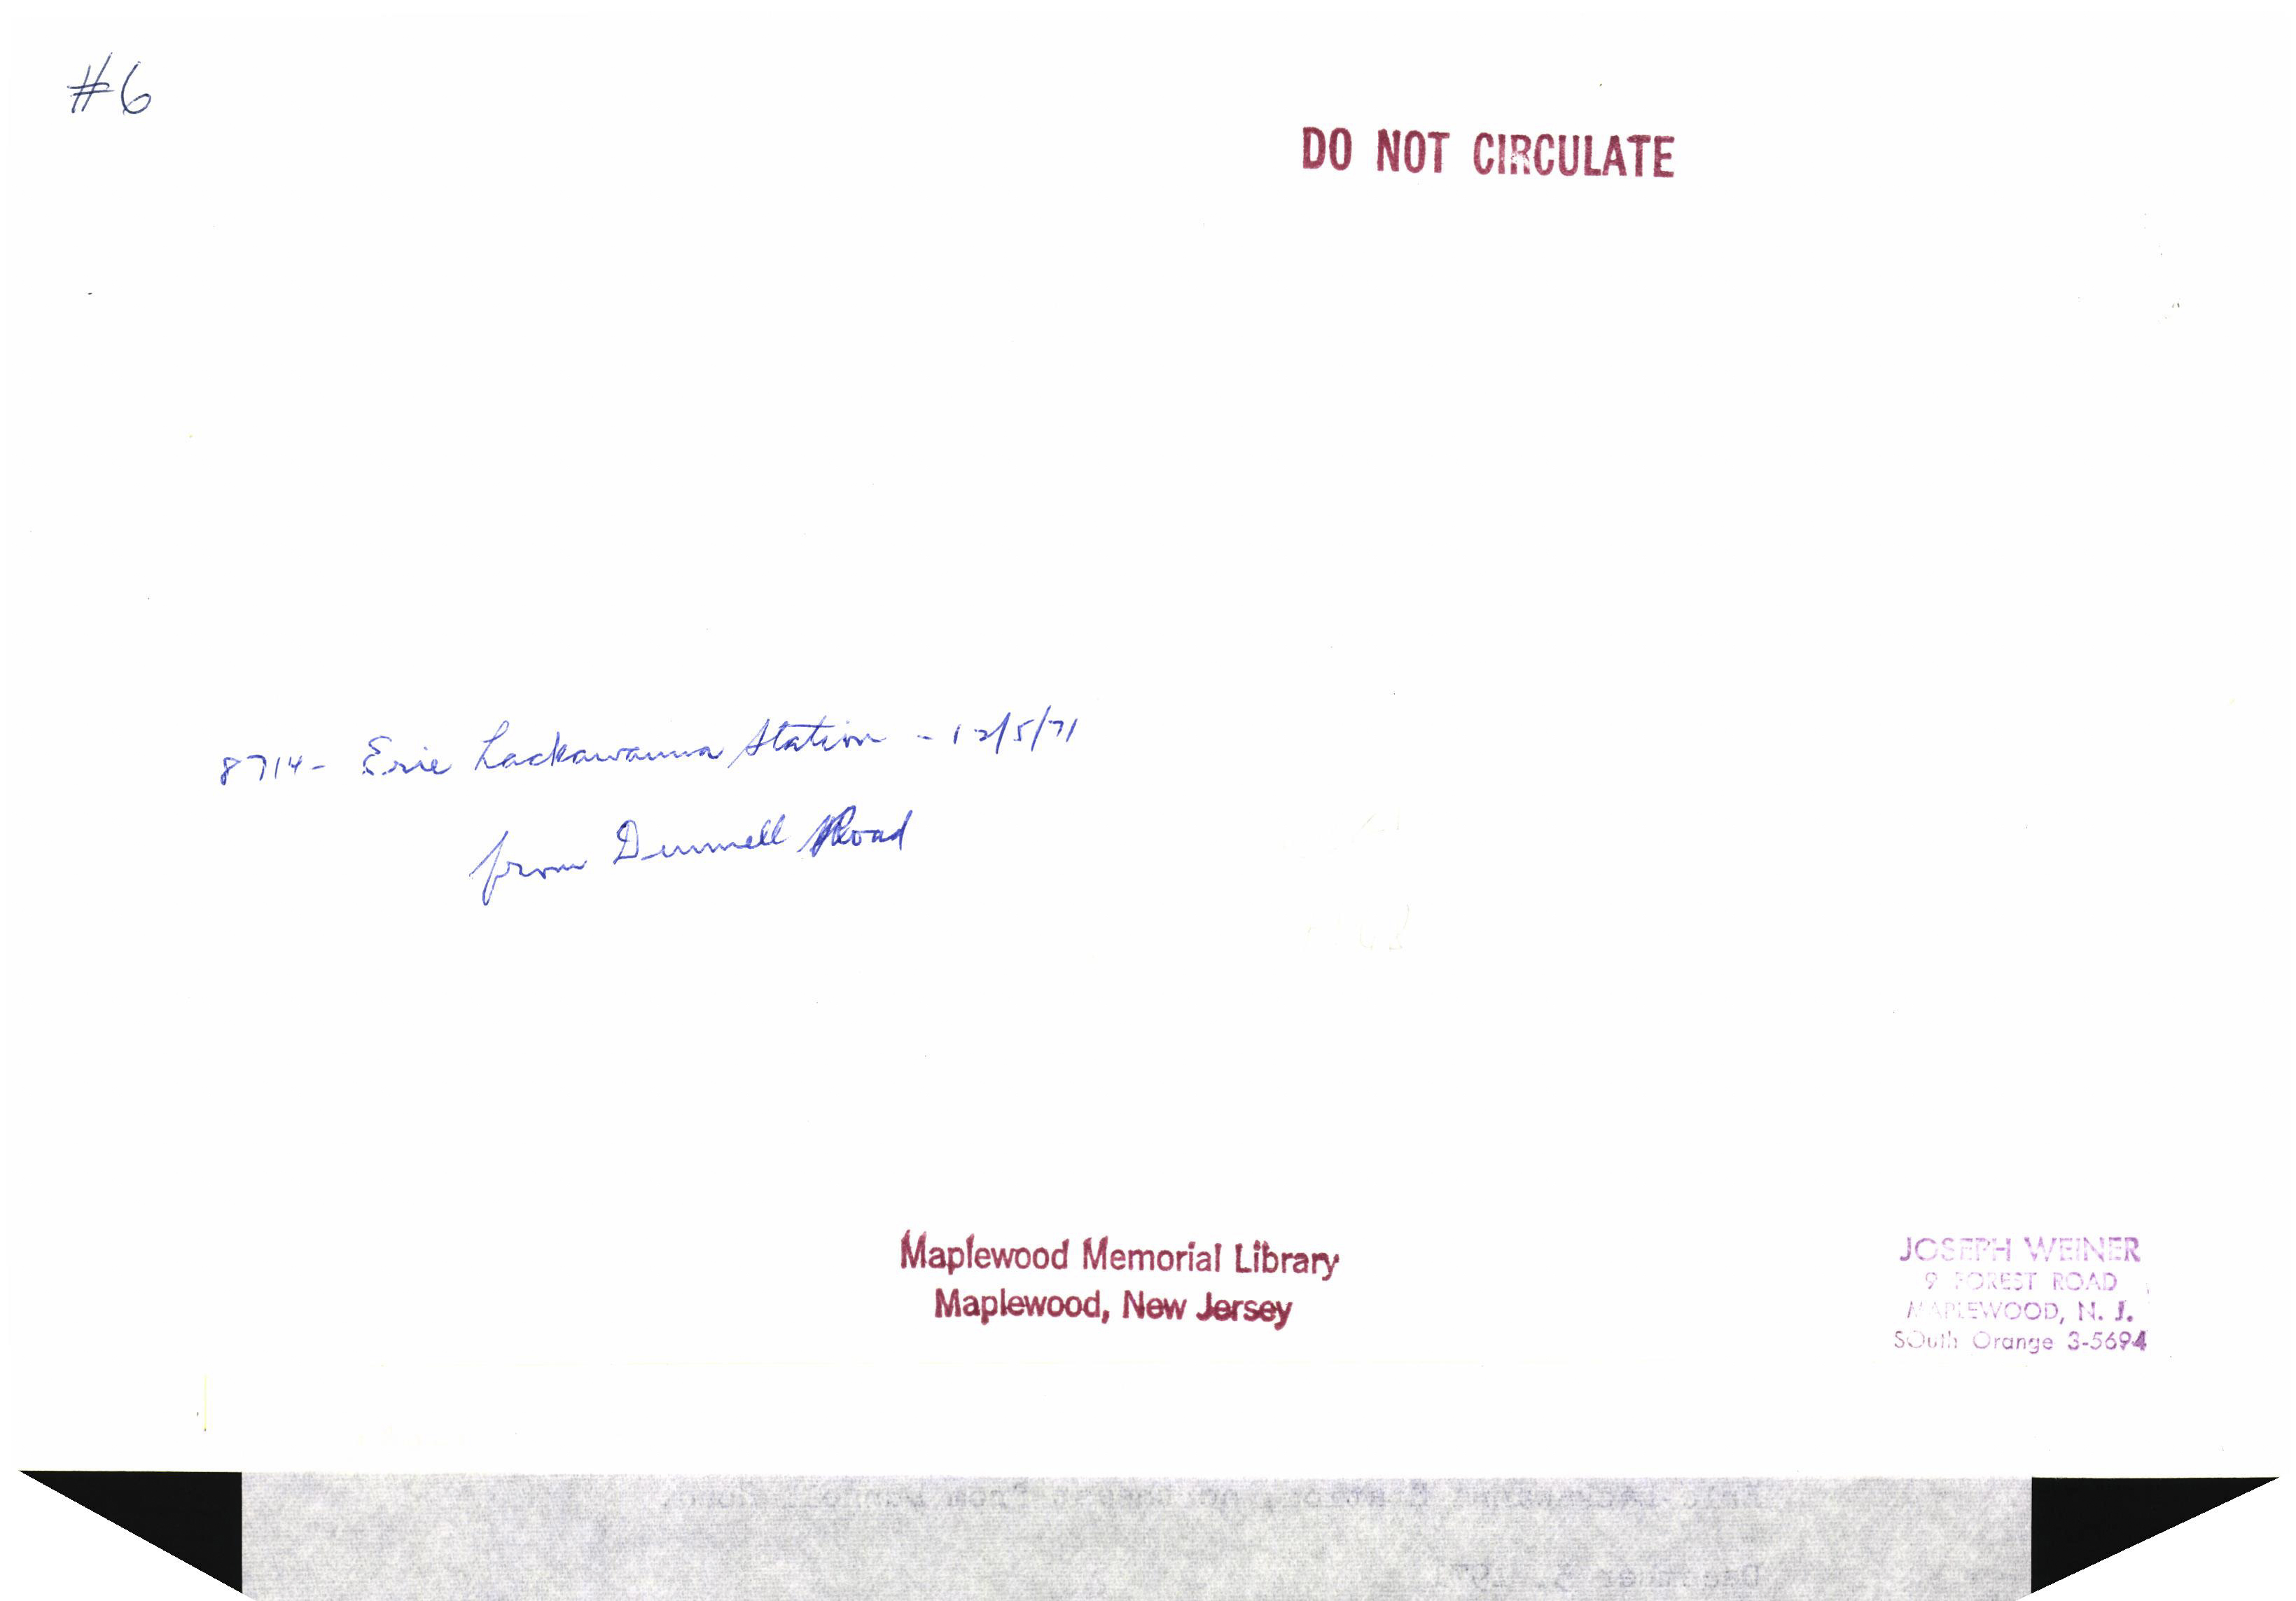 #6
DO NOT CIRCULATE
8714- Erie Lackawanna Station - 12/5/71
from Dunnell Road
Maplewood Memorial Library
Maplewood, New Jersey
JOSEPH WEINER
9 FOREST ROAD
MAPLEWOOD, N. J.
SOuth Orange 3-5694